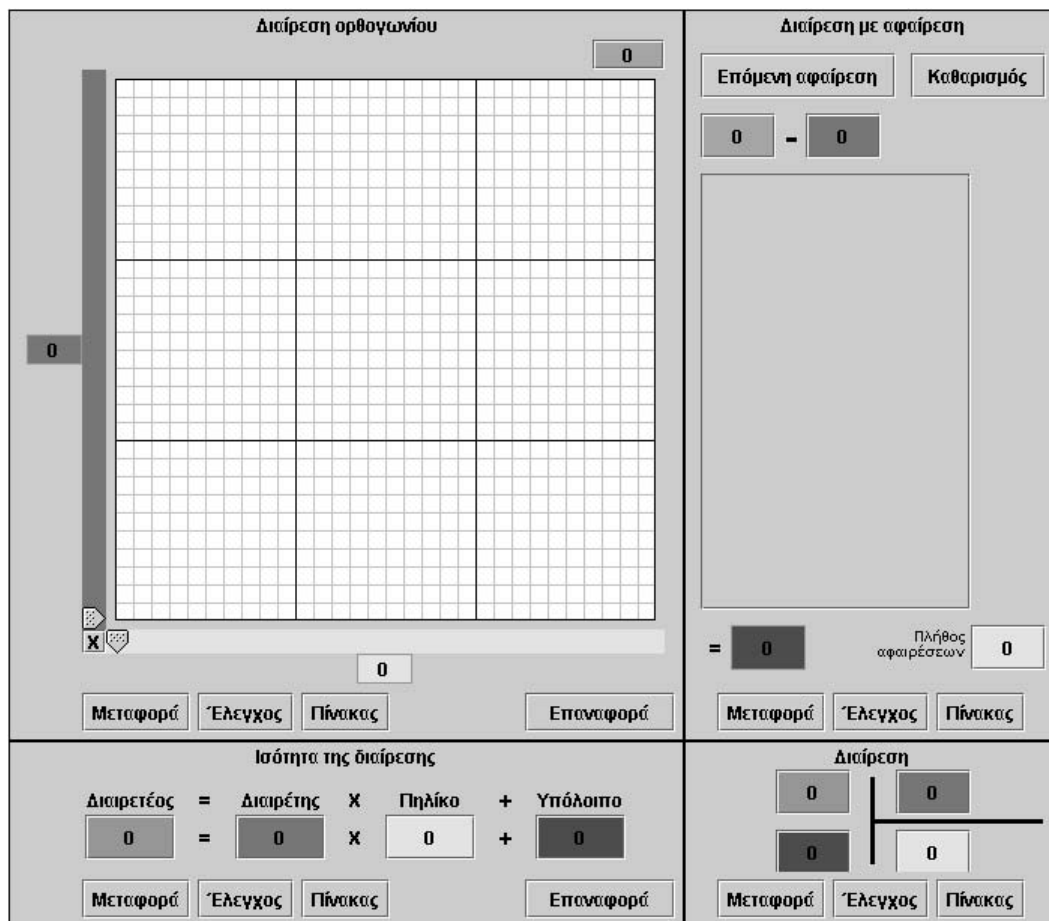 Διαίρεση ορθογωνίου
0
0
X
0
Μεταφορά Έλεγχος Πίνακας Επαναφορά
Διαίρεση με αφαίρεση
Επόμενη αφαίρεση Καθαρισμός
0 - 0
= 0 Πλήθος
αφαιρέσεων 0
Μεταφορά Έλεγχος Πίνακας
Ισότητα της διαίρεσης
Διαιρετέος = Διαιρέτης X Πηλίκο + Υπόλοιπο
0 = 0 X 0 + 0
Μεταφορά Έλεγχος Πίνακας Επαναφορά
Διαίρεση
0 0
0 0
Μεταφορά Έλεγχος Πίνακας